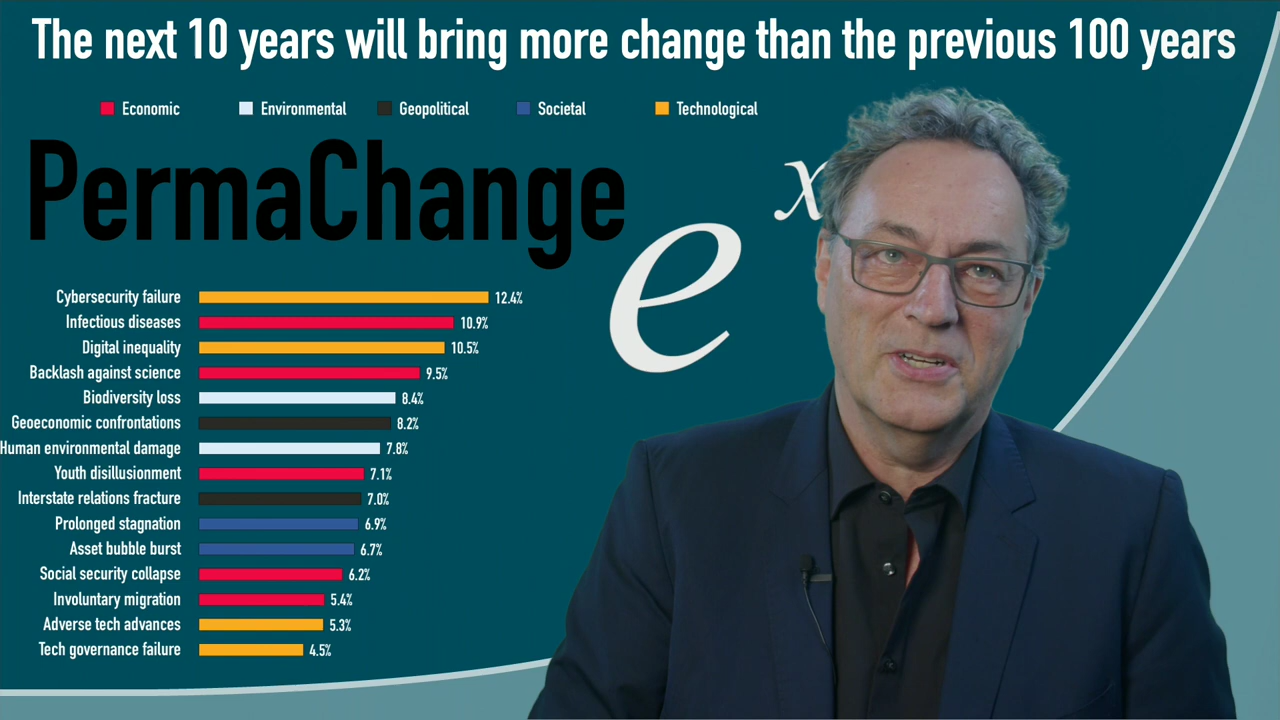 The next 10 years will bring more change than the previous 100 years
Economic Environmental Geopolitical Societal Technological
PermaChange
e^x
Cybersecurity failure 12.4%
Infectious diseases 10.9%
Digital inequality 10.5%
Backlash against science 9.5%
Biodiversity loss 8.4%
Geoeconomic confrontations 8.2%
Human environmental damage 7.8%
Youth disillusionment 7.1%
Interstate relations fracture 7.0%
Prolonged stagnation 6.9%
Asset bubble burst 6.7%
Social security collapse 6.2%
Involuntary migration 5.4%
Adverse tech advances 5.3%
Tech governance failure 4.5%